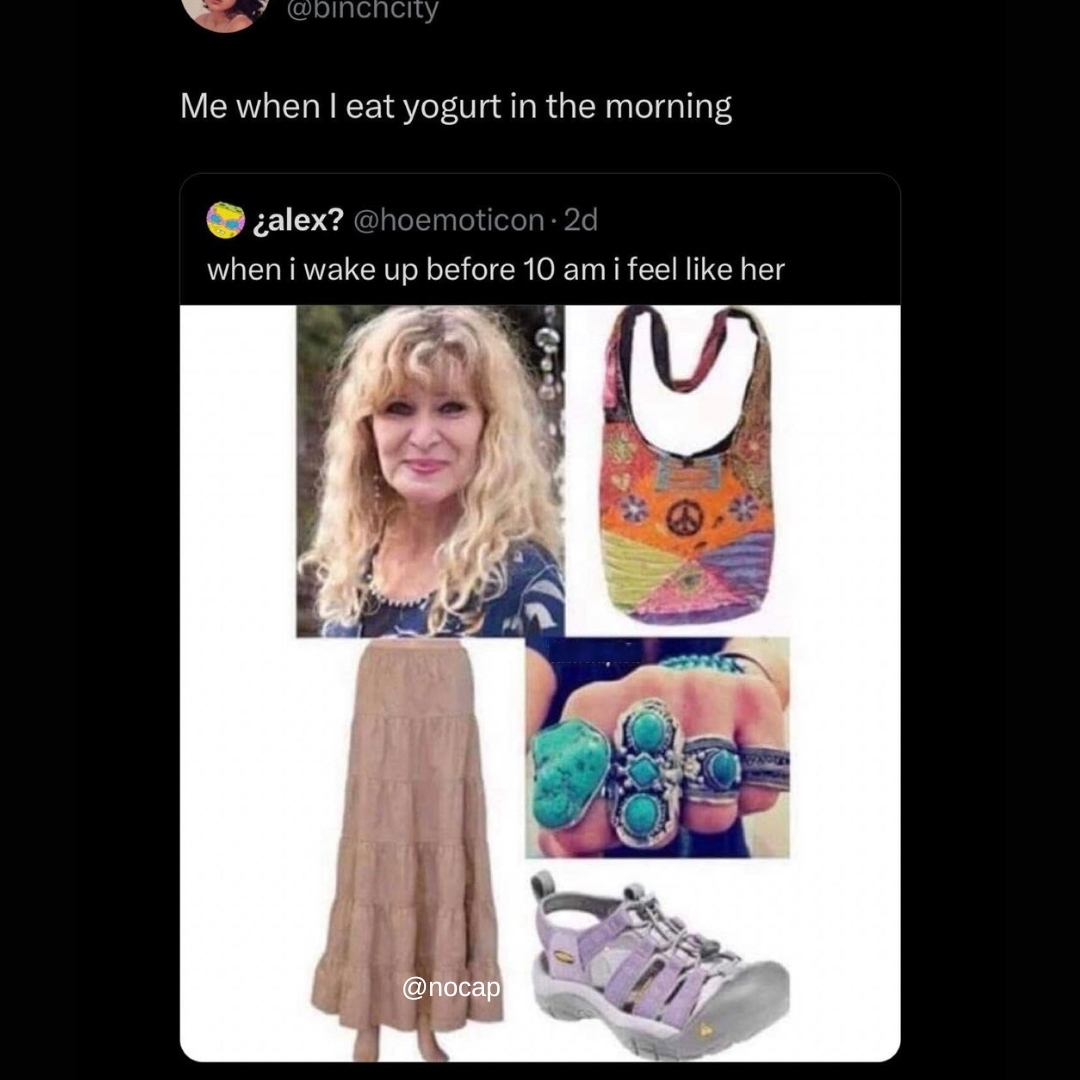 @binchcity
Me when I eat yogurt in the morning
¿alex? @hoemoticon · 2d
when i wake up before 10 am i feel like her
@nocap